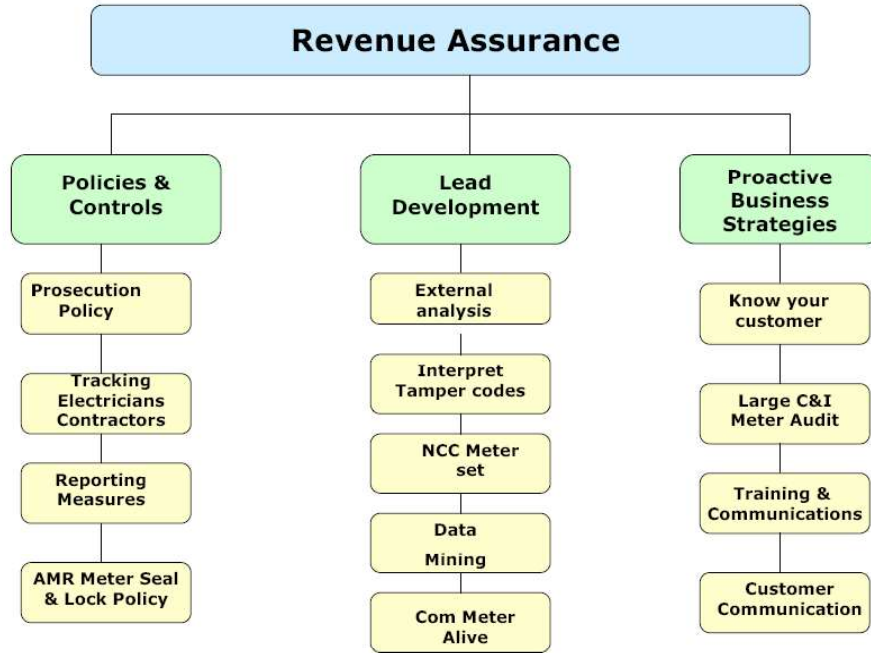 Revenue Assurance
Policies &
Controls
Prosecution
Policy
Tracking
Electricians
Contractors
Reporting
Measures
AMR Meter Seal
& Lock Policy
Lead
Development
External
analysis
Interpret
Tamper codes
NCC Meter
set
Data
Mining
Com Meter
Alive
Proactive
Business
Strategies
Know your
customer
Large C&I
Meter Audit
Training &
Communications
Customer
Communication